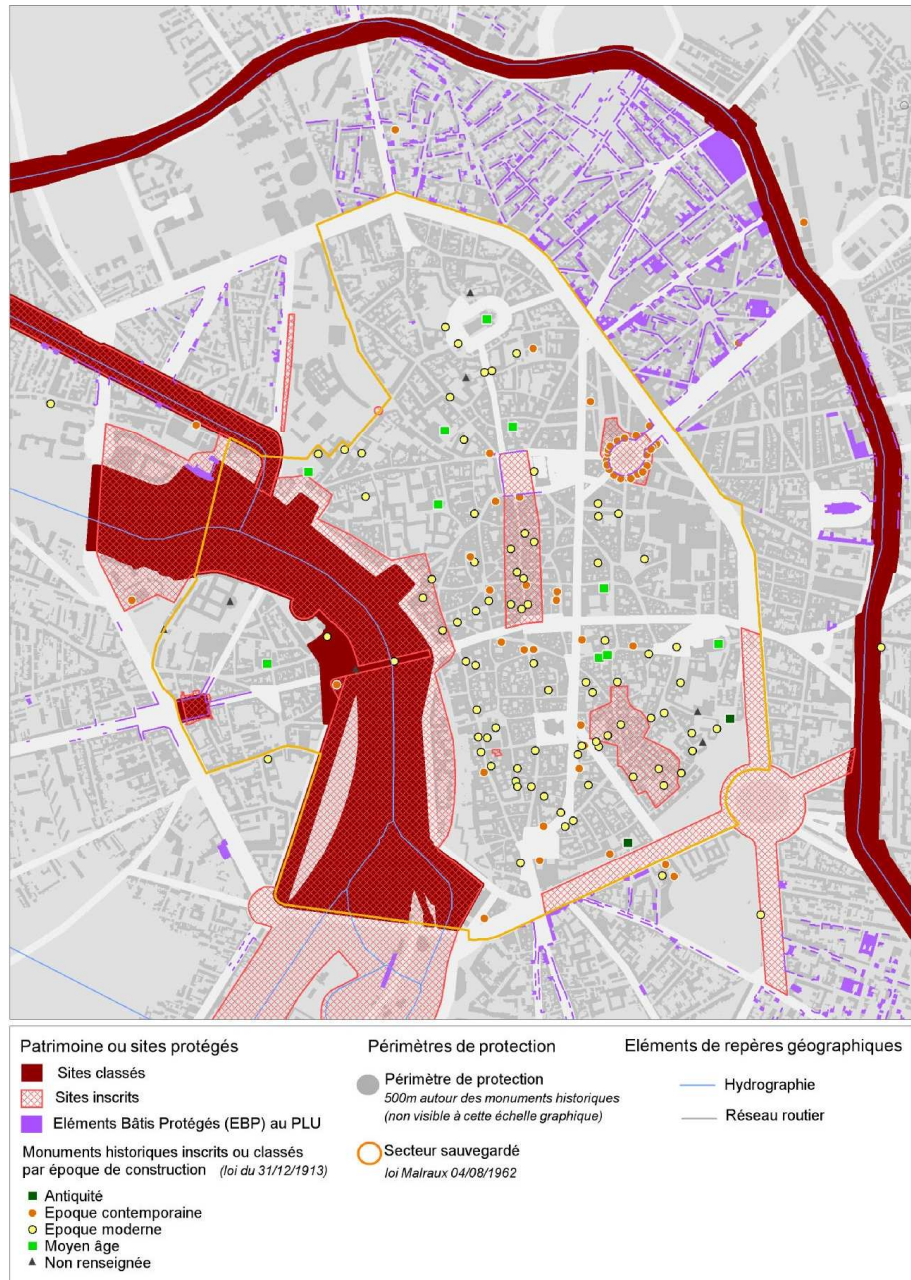 Patrimoine ou sites protégés
Sites classés
Sites inscrits
Eléments Bâtis Protégés (EBP) au PLU
Monuments historiques inscrits ou classés
par époque de construction (loi du 31/12/1913)
Antiquité
Epoque contemporaine
Epoque moderne
Moyen âge
Non renseignée
Périmètres de protection
Périmètre de protection
500m autour des monuments historiques
(non visible à cette échelle graphique)
Secteur sauvegardé
loi Malraux 04/08/1962
Eléments de repères géographiques
Hydrographie
Réseau routier